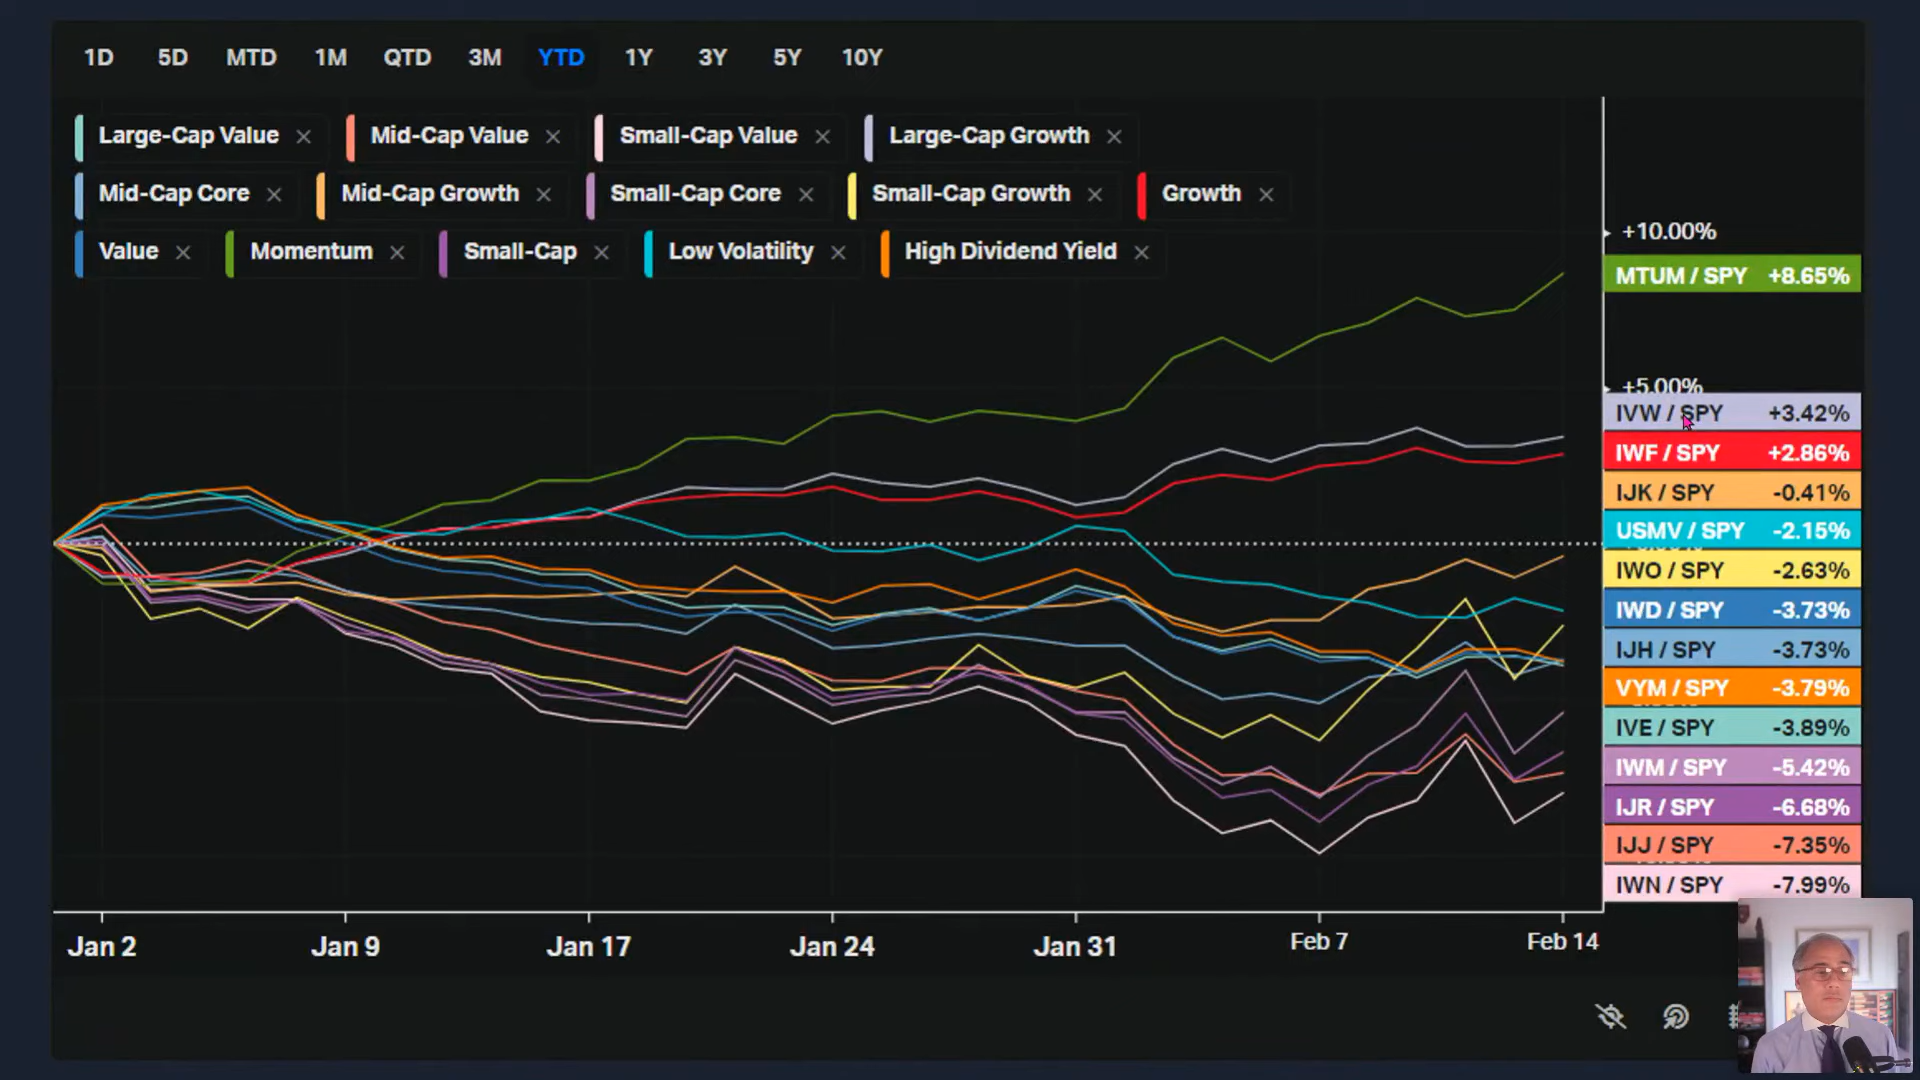 1D 5D MTD 1M QTD 3M YTD 1Y 3Y 5Y 10Y
Large-Cap Value × Mid-Cap Value × Small-Cap Value × Large-Cap Growth ×
Mid-Cap Core × Mid-Cap Growth × Small-Cap Core × Small-Cap Growth × Growth ×
Value × Momentum × Small-Cap × Low Volatility × High Dividend Yield ×
+10.00%
MTUM / SPY +8.65%
+5.00%
IVW / SPY +3.42%
IWF / SPY +2.86%
IJK / SPY -0.41%
USMV / SPY -2.15%
IWO / SPY -2.63%
IWD / SPY -3.73%
IJH / SPY -3.73%
VYM / SPY -3.79%
IVE / SPY -3.89%
IWM / SPY -5.42%
IJR / SPY -6.68%
IJJ / SPY -7.35%
IWN / SPY -7.99%
Jan 2 Jan 9 Jan 17 Jan 24 Jan 31 Feb 7 Feb 14